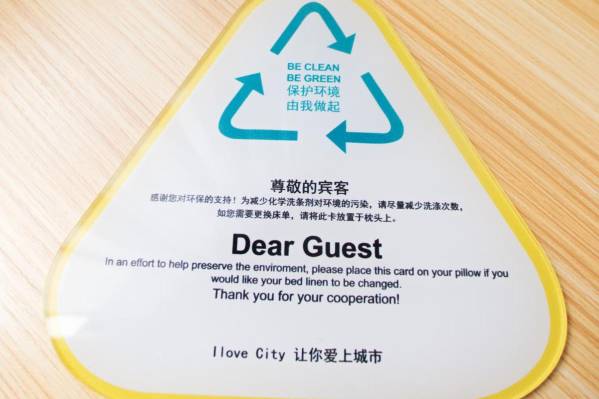 BE CLEAN
BE GREEN
保护环境
由我做起
尊敬的宾客
感谢您对环保的支持！为减少化学洗条剂对环境的污染，请尽量减少洗涤次数，
如您需要更换床单，请将此卡放置于枕头上。
Dear Guest
In an effort to help preserve the enviroment, please place this card on your pillow if you
would like your bed linen to be changed.
Thank you for your cooperation!
Ilove City 让你爱上城市